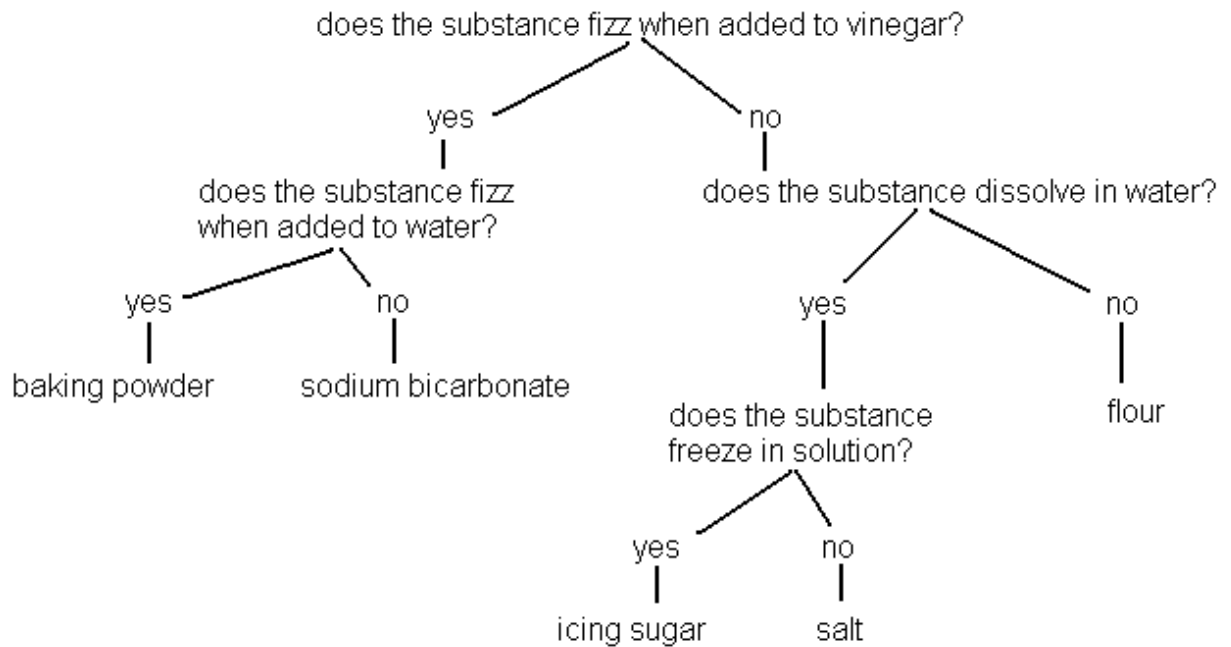 does the substance fizz when added to vinegar?
yes
no
does the substance fizz
when added to water?
does the substance dissolve in water?
yes
no
yes
no
baking powder
sodium bicarbonate
does the substance
freeze in solution?
flour
yes
no
icing sugar
salt